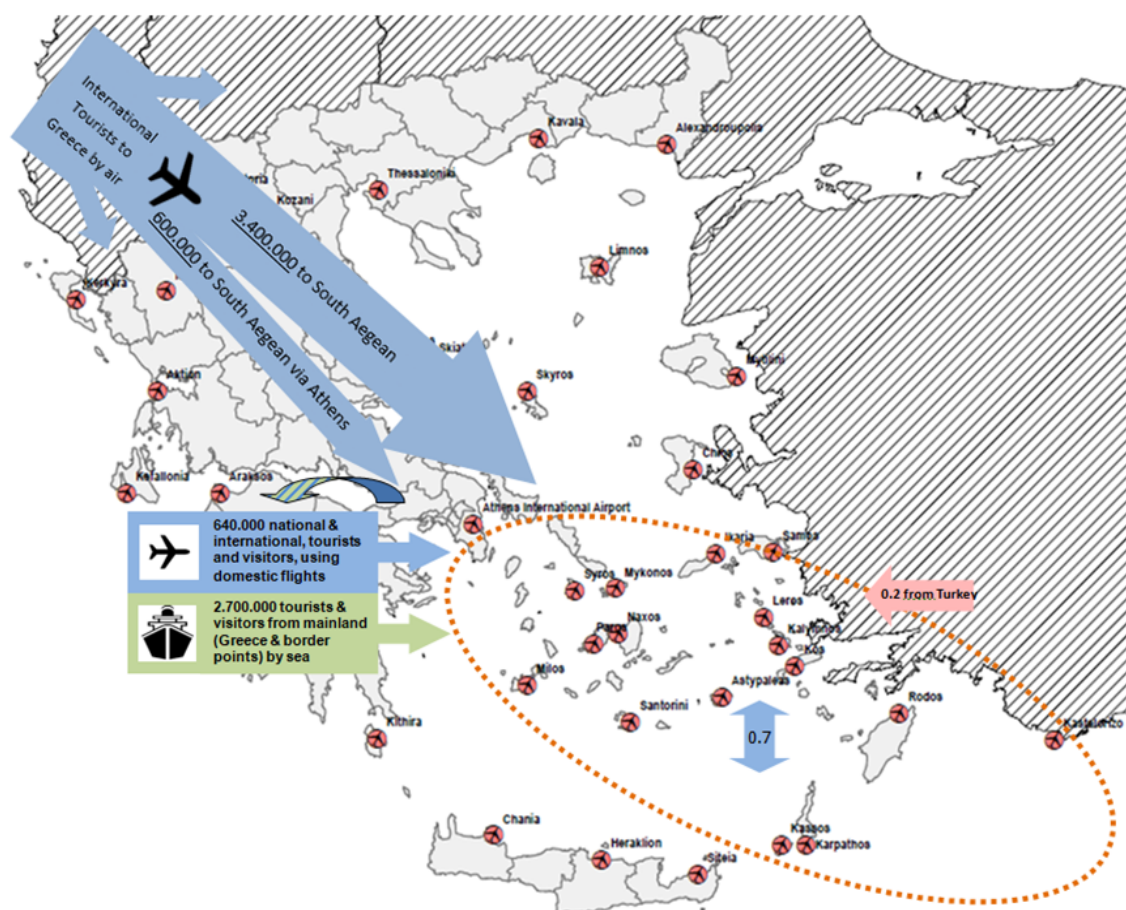 International
Tourists to
Greece by air
3.400.000 to South Aegean
600.000 to South Aegean via Athens
Kavala
Alexandroupolis
Thessaloniki
Kozani
Limnos
Kerkyra
Skiat
Aktion
Skyros
Mytilini
Chios
Kefallonia
Araksos
Athens International Airport
640.000 national &
international, tourists
and visitors, using
domestic flights
2.700.000 tourists &
visitors from mainland
(Greece & border
points) by sea
Ikaria
Samos
0.2 from Turkey
Syros
Mykonos
Leros
Naxos
Paros
Kalymnos
Kos
Milos
Astypalea
Santorini
Rodos
0.7
Kithira
Kastelorizo
Chania
Heraklion
Siteia
Kassos
Karpathos